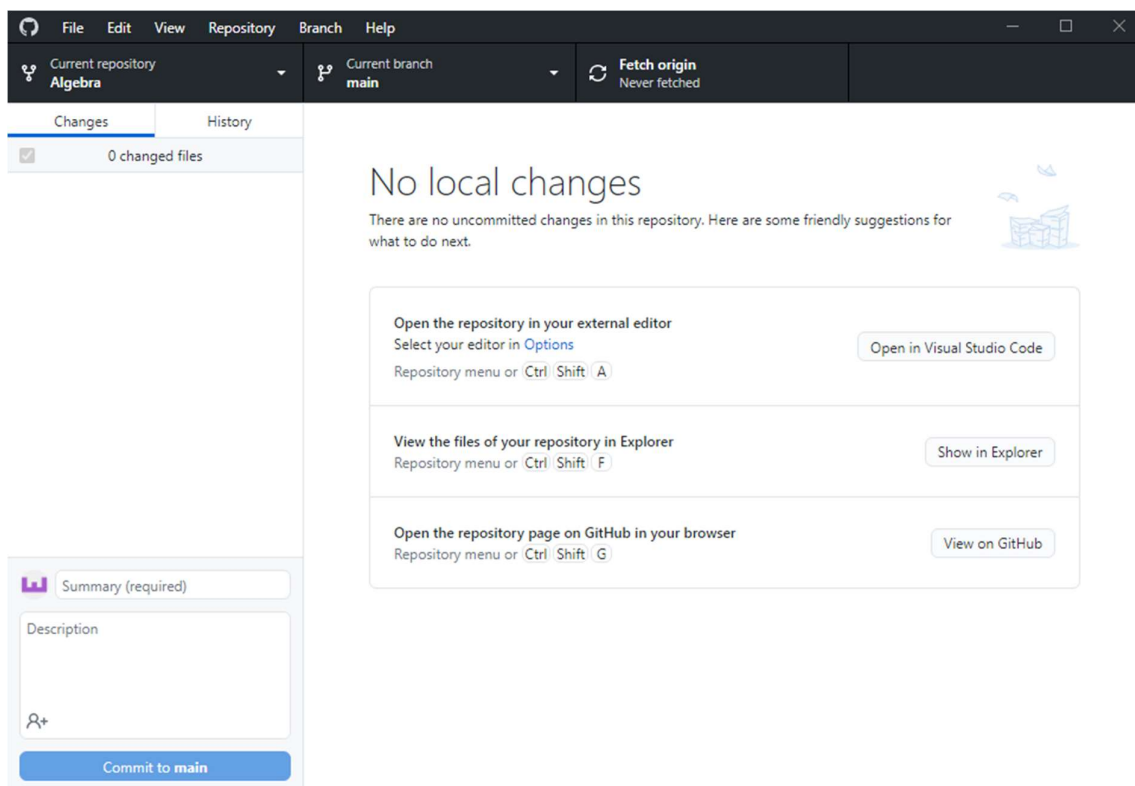 File Edit View Repository Branch Help
Current repository
Algebra
Current branch
main
Fetch origin
Never fetched
Changes History
0 changed files
No local changes
There are no uncommitted changes in this repository. Here are some friendly suggestions for
what to do next.
Open the repository in your external editor
Select your editor in Options
Repository menu or Ctrl Shift A
Open in Visual Studio Code
View the files of your repository in Explorer
Repository menu or Ctrl Shift F
Show in Explorer
Open the repository page on GitHub in your browser
Repository menu or Ctrl Shift G
View on GitHub
Summary (required)
Description
Commit to main